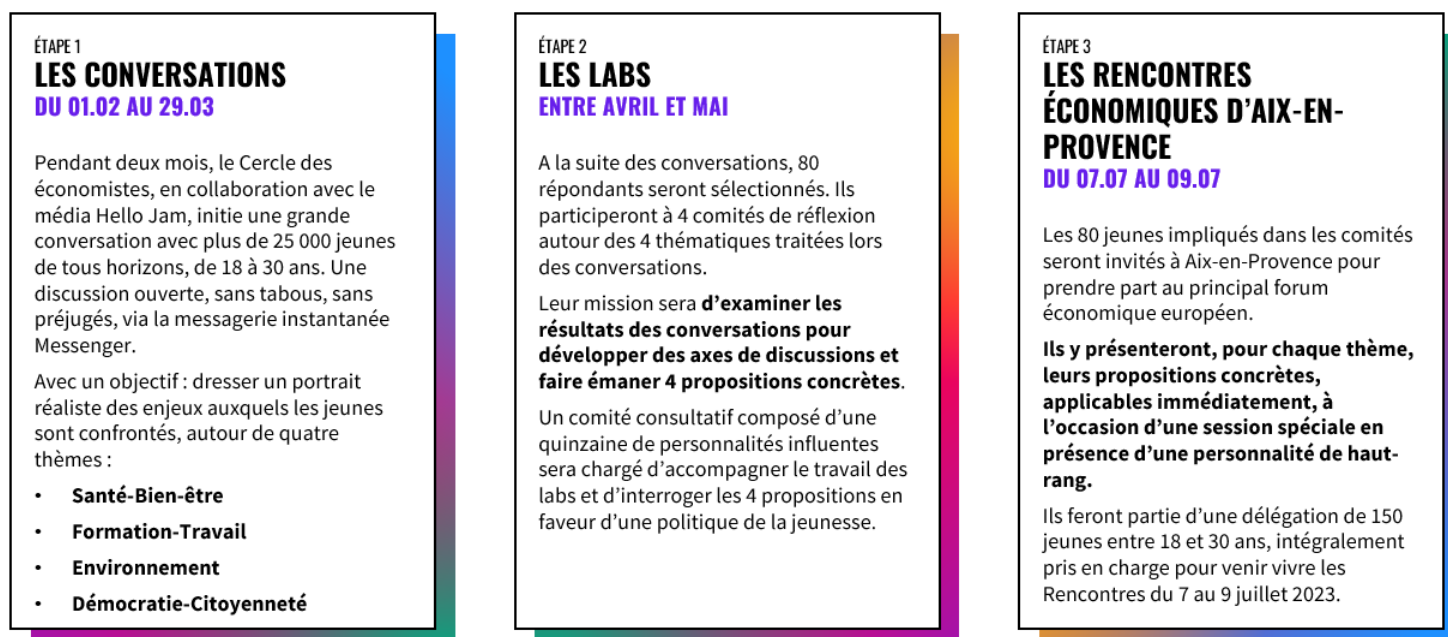 ÉTAPE 1
LES CONVERSATIONS
DU 01.02 AU 29.03
Pendant deux mois, le Cercle des
économistes, en collaboration avec le
média Hello Jam, initie une grande
conversation avec plus de 25 000 jeunes
de tous horizons, de 18 à 30 ans. Une
discussion ouverte, sans tabous, sans
préjugés, via la messagerie instantanée
Messenger.
Avec un objectif : dresser un portrait
réaliste des enjeux auxquels les jeunes
sont confrontés, autour de quatre
thèmes :
• Santé-Bien-être
• Formation-Travail
• Environnement
• Démocratie-Citoyenneté
ÉTAPE 2
LES LABS
ENTRE AVRIL ET MAI
A la suite des conversations, 80
répondants seront sélectionnés. Ils
participeront à 4 comités de réflexion
autour des 4 thématiques traitées lors
des conversations.
Leur mission sera d’examiner les
résultats des conversations pour
développer des axes de discussions et
faire émaner 4 propositions concrètes.
Un comité consultatif composé d’une
quinzaine de personnalités influentes
sera chargé d’accompagner le travail des
labs et d’interroger les 4 propositions en
faveur d’une politique de la jeunesse.
ÉTAPE 3
LES RENCONTRES
ÉCONOMIQUES D’AIX-EN-
PROVENCE
DU 07.07 AU 09.07
Les 80 jeunes impliqués dans les comités
seront invités à Aix-en-Provence pour
prendre part au principal forum
économique européen.
Ils y présenteront, pour chaque thème,
leurs propositions concrètes,
applicables immédiatement, à
l’occasion d’une session spéciale en
présence d’une personnalité de haut-
rang.
Ils feront partie d’une délégation de 150
jeunes entre 18 et 30 ans, intégralement
pris en charge pour venir vivre les
Rencontres du 7 au 9 juillet 2023.